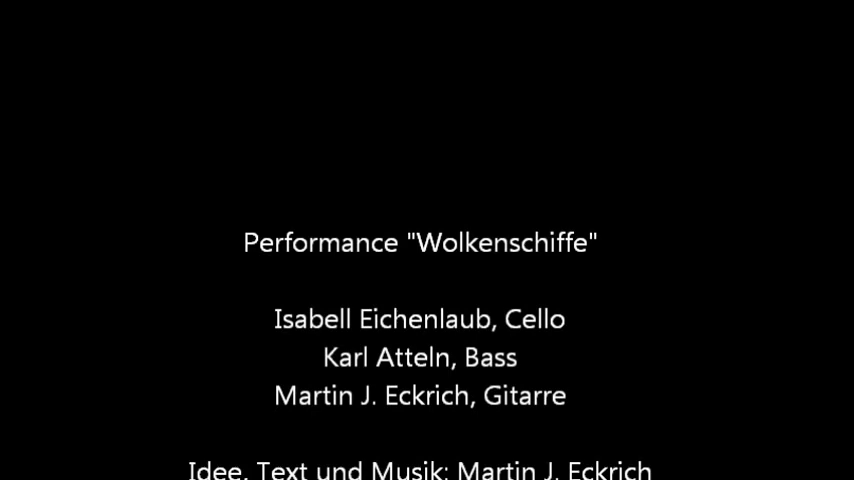 Performance "Wolkenschiffe"
Isabell Eichenlaub, Cello
Karl Atteln, Bass
Martin J. Eckrich, Gitarre
Idee, Text und Musik: Martin J. Eckrich